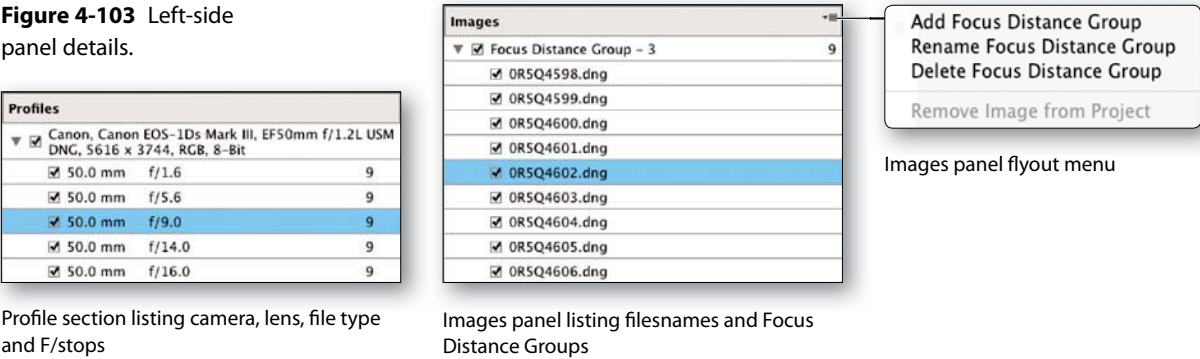 Figure 4-103 Left-side
panel details.
Profiles
Canon, Canon EOS-1Ds Mark III, EF50mm f/1.2L USM
DNG, 5616 x 3744, RGB, 8-Bit
50.0 mm f/1.6 9
50.0 mm f/5.6 9
50.0 mm f/9.0 9
50.0 mm f/14.0 9
50.0 mm f/16.0 9
Profile section listing camera, lens, file type
and F/stops
Images
Focus Distance Group - 3 9
0R5Q4598.dng
0R5Q4599.dng
0R5Q4600.dng
0R5Q4601.dng
0R5Q4602.dng
0R5Q4603.dng
0R5Q4604.dng
0R5Q4605.dng
0R5Q4606.dng
Images panel listing filesnames and Focus
Distance Groups
Add Focus Distance Group
Rename Focus Distance Group
Delete Focus Distance Group
Remove Image from Project
Images panel flyout menu